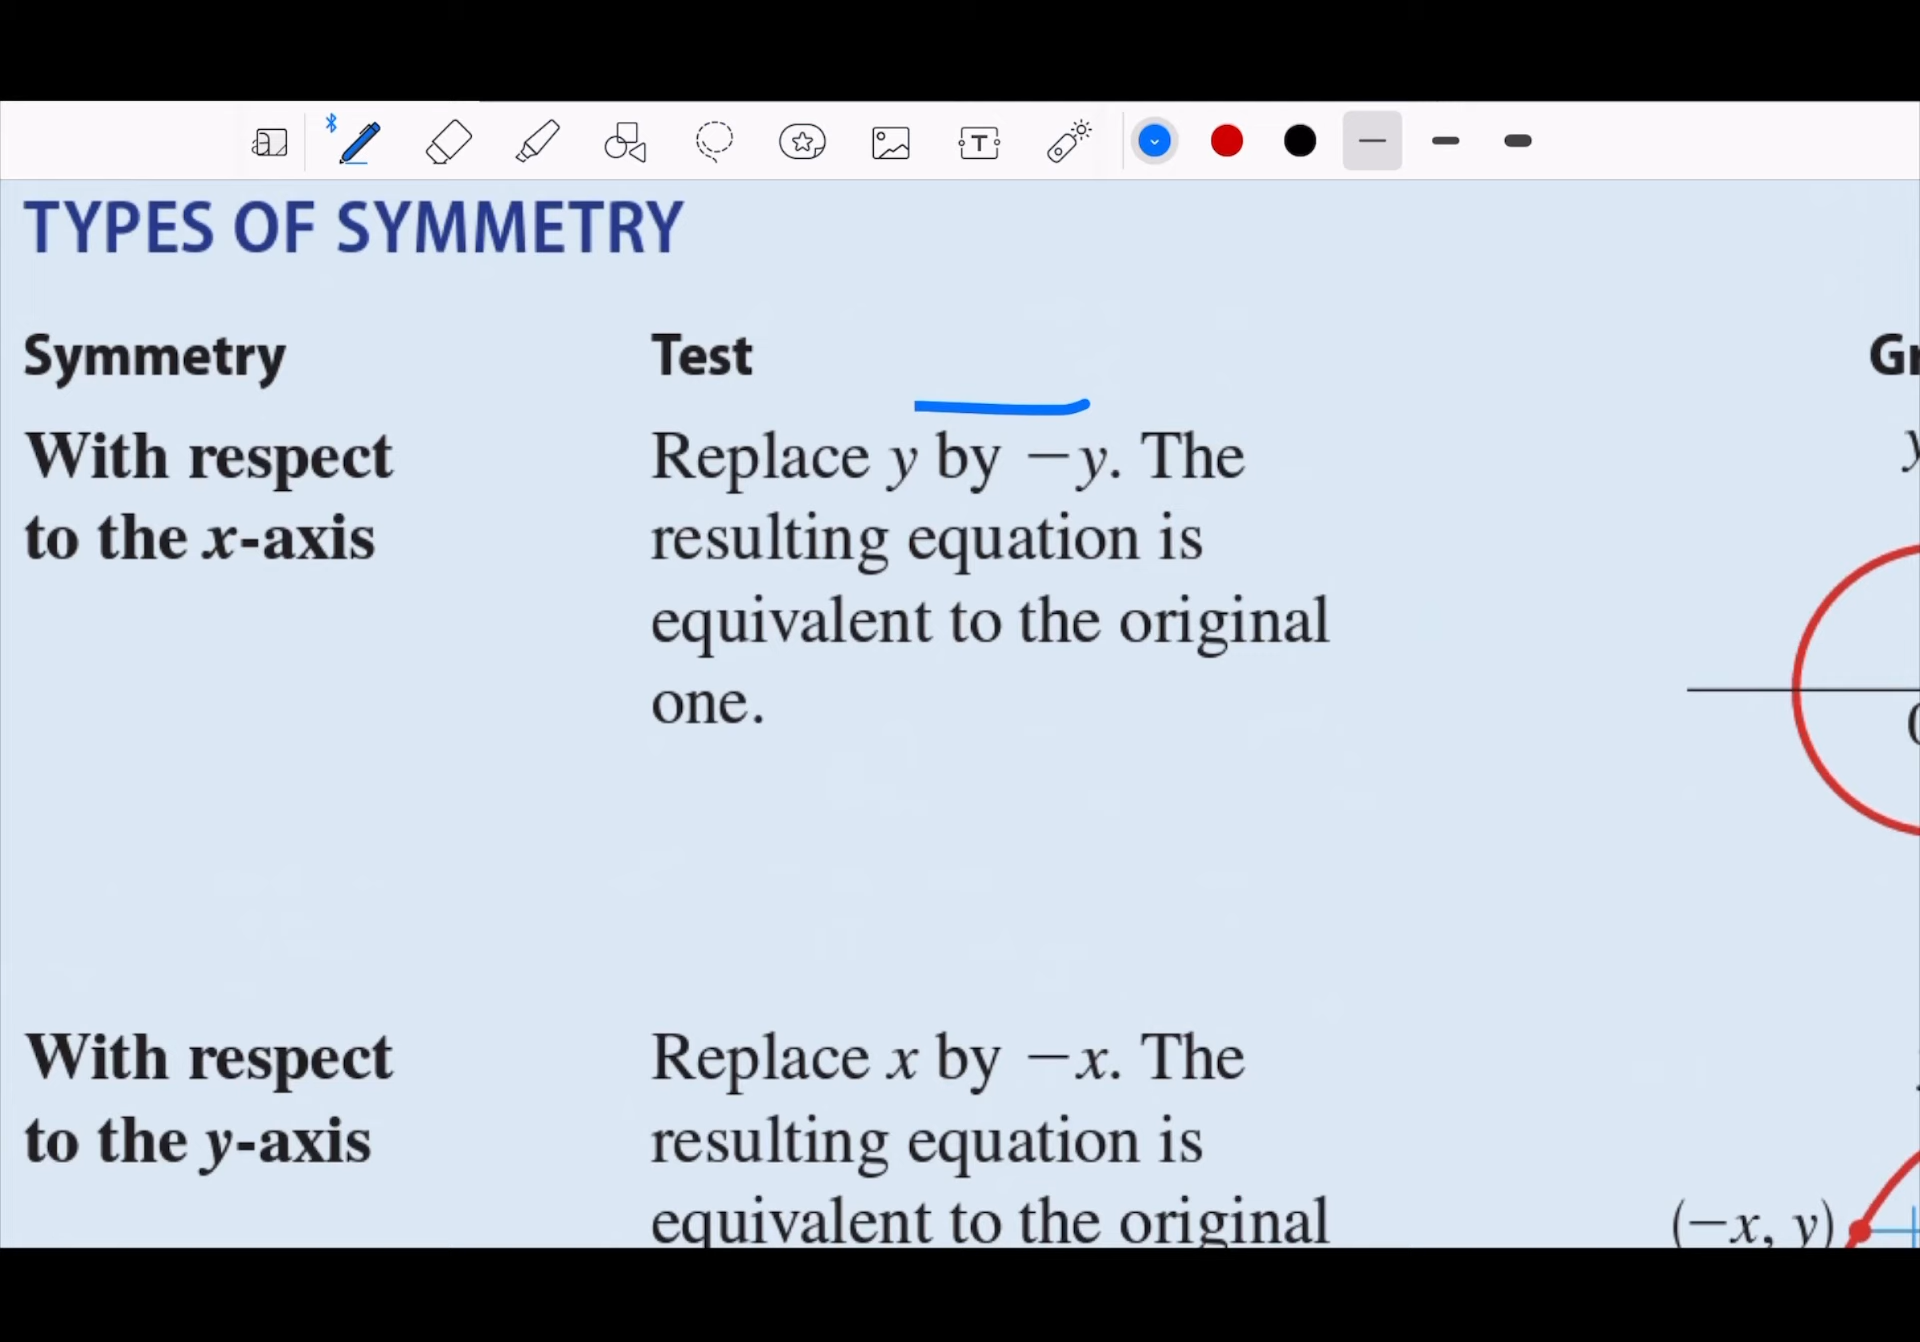 TYPES OF SYMMETRY
Symmetry Test
With respect Replace y by −y. The
to the x-axis resulting equation is
equivalent to the original
one.
y
0
With respect Replace x by −x. The
to the y-axis resulting equation is
equivalent to the original
(−x, y)